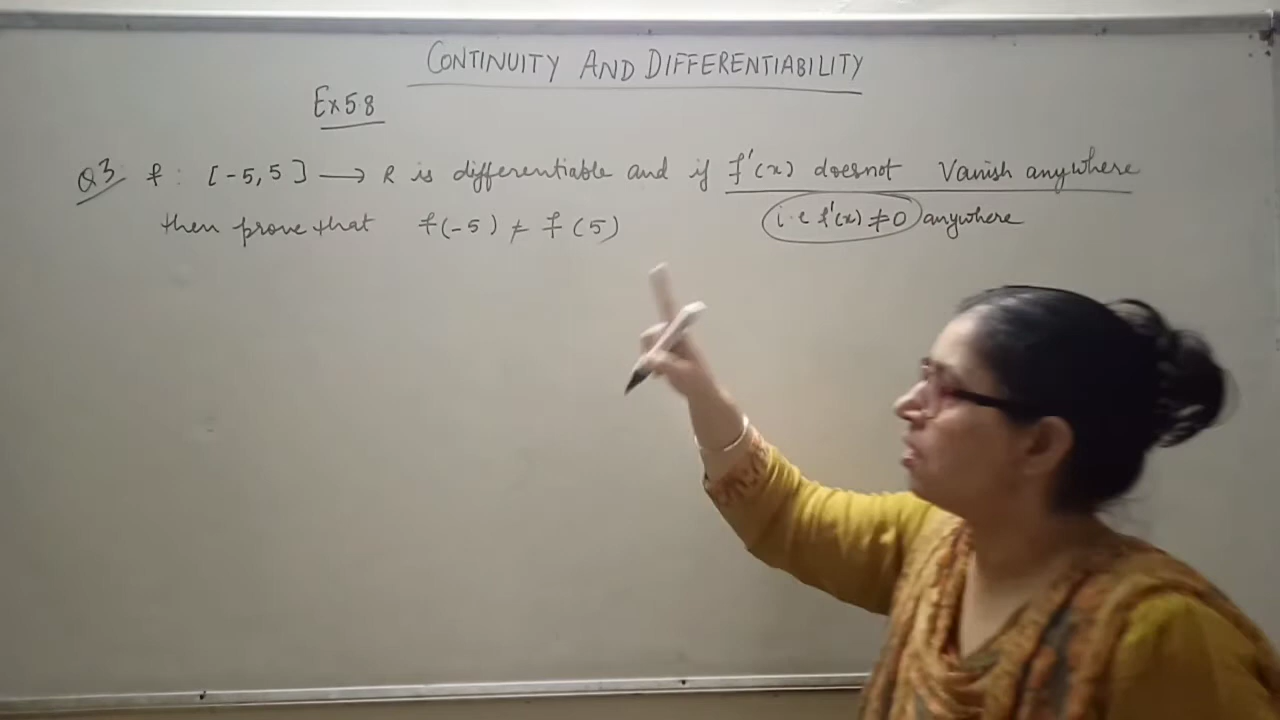 CONTINUITY AND DIFFERENTIABILITY
Ex 5.8
Q3. f : [-5, 5] → R is differentiable and if f'(x) doesnot Vanish anywhere
then prove that f(-5) ≠ f(5) i.e f'(x) ≠ 0 anywhere